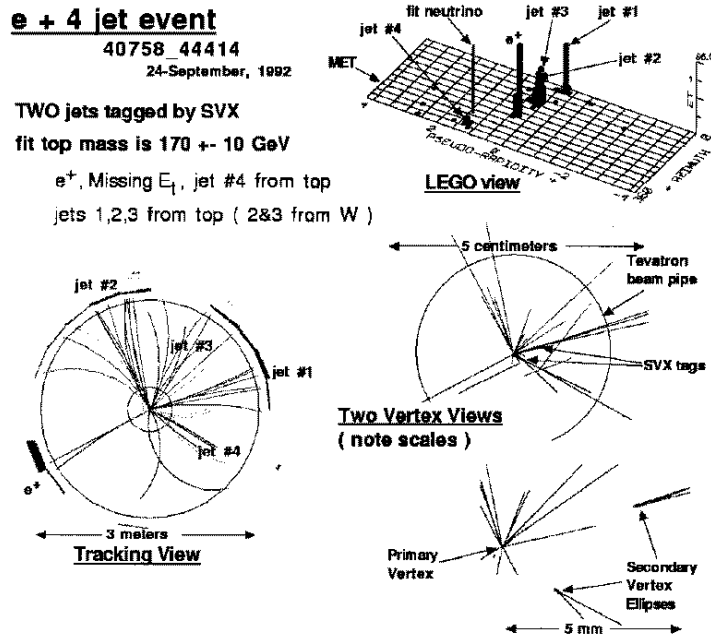 e + 4 jet event
40758_44414
24-September, 1992
TWO jets tagged by SVX
fit top mass is 170 +- 10 GeV
e+, Missing Et, jet #4 from top
jets 1,2,3 from top ( 2&3 from W )
fit neutrino
jet #3
jet #1
jet #4
e+
jet #2
MET
PSEUDO-RAPIDITY
AZIMUTH
ET
LEGO view
jet #2
jet #3
jet #1
jet #4
e+
3 meters
Tracking View
5 centimeters
Tevatron
beam pipe
SVX tags
Two Vertex Views
( note scales )
Primary
Vertex
Secondary
Vertex
Ellipses
5 mm